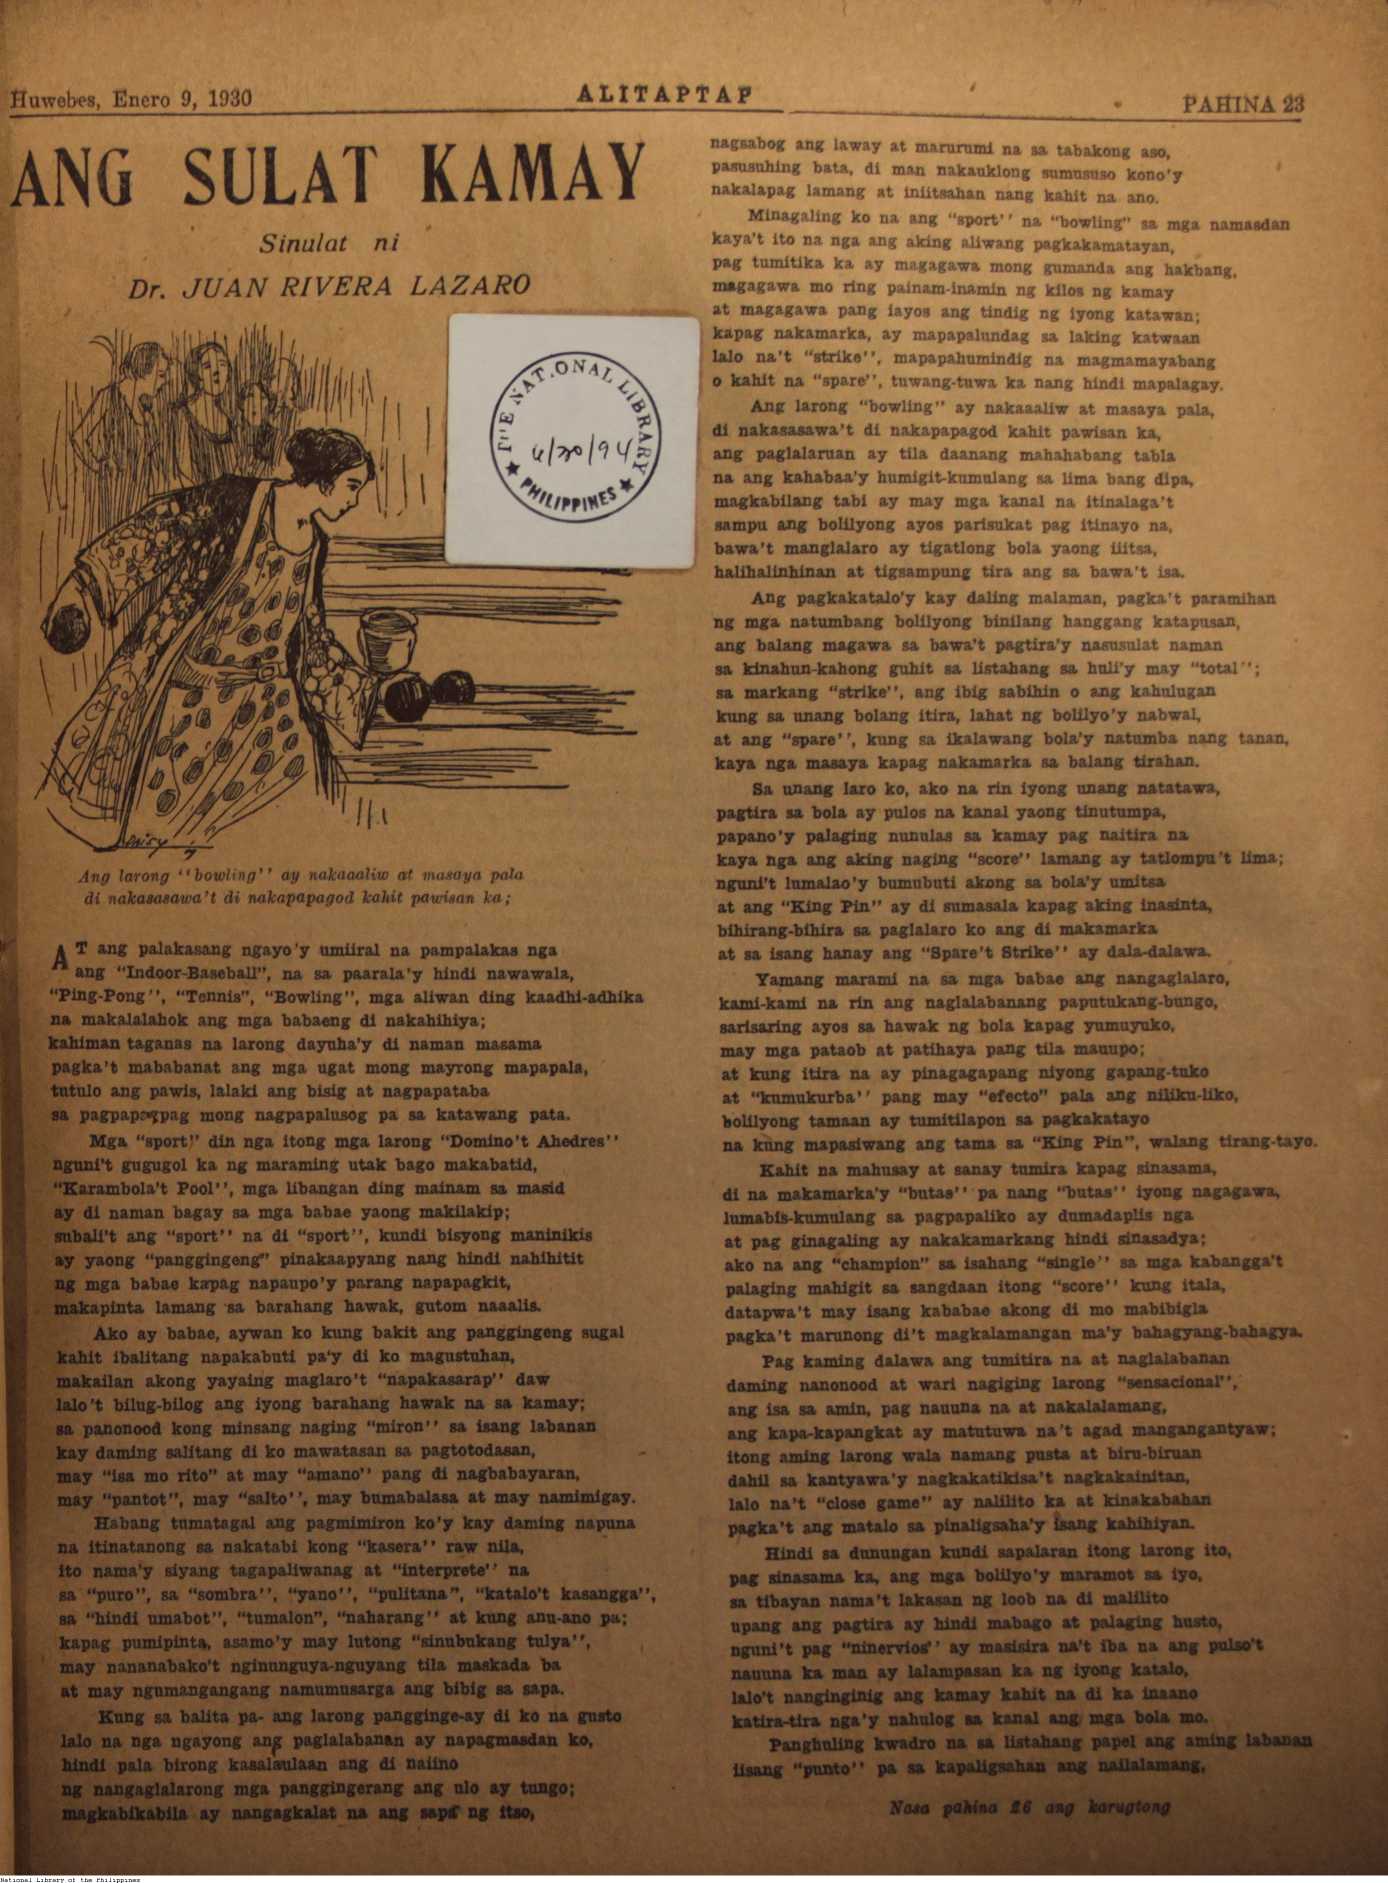 Huwebes, Enero 9, 1930
ALITAPTAP
PAHINA 23
ANG SULAT KAMAY
Sinulat ni
Dr. JUAN RIVERA LAZARO
THE NATIONAL LIBRARY
4/20/94
PHILIPPINES
Ang larong “bowling’’ ay nakaaaliw at masaya pala
di nakasasawa’t di nakapapagod kahit pawisan ka;
AT ang palakasang ngayo’y umiiral na pampalakas nga
ang “Indoor-Baseball”, na sa paarala’y hindi nawawala,
“Ping-Pong’’, “Tennis”, “Bowling”, mga aliwan ding kaadhi-adhika
na makalalahok ang mga babaeng di nakahihiya;
kahiman taganas na larong dayuha’y di naman masama
pagka’t mababanat ang mga ugat mong mayrong mapapala,
tutulo ang pawis, lalaki ang bisig at nagpapataba
sa pagpapagpag mong nagpapalusog pa sa katawang pata.
Mga “sport’’ din nga itong mga larong “Domino’t Ahedres’’
nguni’t gugugol ka ng maraming utak bago makabatid,
“Karambola’t Pool’’, mga libangan ding mainam sa masid
ay di naman bagay sa mga babae yaong makilakip;
subali’t ang “sport’’ na di “sport’’, kundi bisyong maninikis
ay yaong “panggingeng” pinakaapyang nang hindi nahihitit
ng mga babae kapag napaupo’y parang napapagkit,
makapinta lamang sa barahang hawak, gutom naaalis.
Ako ay babae, aywan ko kung bakit ang panggingeng sugal
kahit ibalitang napakabuti pa’y di ko magustuhan,
makailan akong yayaing maglaro’t “napakasarap” daw
lalo’t bilug-bilog ang iyong barahang hawak na sa kamay;
sa panonood kong minsang naging “miron’’ sa isang labanan
kay daming salitang di ko mawatasan sa pagtotodasan,
may “isa mo rito” at may “amano’’ pang di nagbabayaran,
may “pantot”, may “salto’’, may bumabalasa at may namimigay.
Habang tumatagal ang pagmimiron ko’y kay daming napuna
na itinatanong sa nakatabi kong “kasera’’ raw nila,
ito nama’y siyang tagapaliwanag at “interprete’’ na
sa “puro”, sa “sombra’’, “yano’’, “pulitana”, “katalo’t kasangga’’,
sa “hindi umabot”, “tumalon”, “naharang’’ at kung anu-ano pa;
kapag pumipinta, asamo’y may lutong “sinubukang tulya’’,
may nananabako’t nginunguya-nguyang tila maskada ba
at may ngumangangang namumusarga ang bibig sa sapa.
Kung sa balita pa- ang larong pangginge-ay di ko na gusto
lalo na nga ngayong ang paglalabanan ay napagmasdan ko,
hindi pala birong kasalaulaan ang di naiino
ng nangaglalarong mga panggingerang ang ulo ay tungo;
magkabikabila ay nangagkalat na ang sapa ng itso,
nagsabog ang laway at marurumi na sa tabakong aso,
pasusuhing bata, di man nakauklong sumususo kono’y
nakalapag lamang at iniitsahan nang kahit na ano.
Minagaling ko na ang “sport’’ na “bowling” sa mga namasdan
kaya’t ito na nga ang aking aliwang pagkakamatayan,
pag tumitika ka ay magagawa mong gumanda ang hakbang,
magagawa mo ring painam-inamin ng kilos ng kamay
at magagawa pang iayos ang tindig ng iyong katawan;
kapag nakamarka, ay mapapalundag sa laking katwaan
lalo na’t “strike’’, mapapahumindig na magmamayabang
o kahit na “spare’’, tuwang-tuwa ka nang hindi mapalagay.
Ang larong “bowling” ay nakaaaliw at masaya pala,
di nakasasawa’t di nakapapagod kahit pawisan ka,
ang paglalaruan ay tila daanang mahahabang tabla
na ang kahabaa’y humigit-kumulang sa lima bang dipa,
magkabilang tabi ay may mga kanal na itinalaga’t
sampu ang bolilyong ayos parisukat pag itinayo na,
bawa’t manglalaro ay tigatlong bola yaong iitsa,
halihalinhinan at tigsampung tira ang sa bawa’t isa.
Ang pagkakatalo’y kay daling malaman, pagka’t paramihan
ng mga natumbang bolilyong binilang hanggang katapusan,
ang balang magawa sa bawa’t pagtira’y nasusulat naman
sa kinahun-kahong guhit sa listahang sa huli’y may “total’’;
sa markang “strike”, ang ibig sabihin o ang kahulugan
kung sa unang bolang itira, lahat ng bolilyo’y nabwal,
at ang “spare’’, kung sa ikalawang bola’y natumba nang tanan,
kaya nga masaya kapag nakamarka sa balang tirahan.
Sa unang laro ko, ako na rin iyong unang natatawa,
pagtira sa bola ay pulos na kanal yaong tinutumpa,
papano’y palaging nunulas sa kamay pag naitira na
kaya nga ang aking naging “score’’ lamang ay tatlompu’t lima;
nguni’t lumalao’y bumubuti akong sa bola’y umitsa
at ang “King Pin” ay di sumasala kapag aking inasinta,
bihirang-bihira sa paglalaro ko ang di makamarka
at sa isang hanay ang “Spare’t Strike’’ ay dala-dalawa.
Yamang marami na sa mga babae ang nangaglalaro,
kami-kami na rin ang naglalabanang paputukang-bungo,
sarisaring ayos sa hawak ng bola kapag yumuyuko,
may mga pataob at patihaya pang tila mauupo;
at kung itira na ay pinagagapang niyong gapang-tuko
at “kumukurba’’ pang may “efecto” pala ang niliku-liko,
bolilyong tamaan ay tumitilapon sa pagkakatayo
na kung mapasiwang ang tama sa “King Pin”, walang tirang-tayo.
Kahit na mahusay at sanay tumira kapag sinasama,
di na makamarka’y “butas’’ pa nang “butas’’ iyong nagagawa,
lumabis-kumulang sa pagpapaliko ay dumadaplis nga
at pag ginagaling ay nakakamarkang hindi sinasadya;
ako na ang “champion” sa isahang “single’’ sa mga kabangga’t
palaging mahigit sa sangdaan itong “score’’ kung itala,
datapwa’t may isang kababae akong di mo mabibigla
pagka’t marunong di’t magkalamangan ma’y bahagyang-bahagya.
Pag kaming dalawa ang tumitira na at naglalabanan
daming nanonood at wari nagiging larong “sensacional’’,
ang isa sa amin, pag nauuna na at nakalalamang,
ang kapa-kapangkat ay matutuwa na’t agad mangangantyaw;
itong aming larong wala namang pusta at biru-biruan
dahil sa kantyawa’y nagkakatikisa’t nagkakainitan,
lalo na’t “close game” ay nalilito ka at kinakabahan
pagka’t ang matalo sa pinaligsaha’y isang kahihiyan.
Hindi sa dunungan kundi sapalaran itong larong ito,
pag sinasama ka, ang mga bolilyo’y maramot sa iyo,
sa tibayan nama’t lakasan ng loob na di malilito
upang ang pagtira ay hindi mabago at palaging husto,
nguni’t pag “ninervios’’ ay masisira na’t iba na ang pulso’t
nauuna ka man ay lalampasan ka ng iyong katalo,
lalo’t nanginginig ang kamay kahit na di ka inaano
katira-tira nga’y nahulog sa kanal ang mga bola mo.
Panghuling kwadro na sa listahang papel ang aming labanan
iisang “punto’’ pa sa kapaligsahan ang nailalamang,
Nasa pahina 26 ang karugtong
National Library of the Philippines